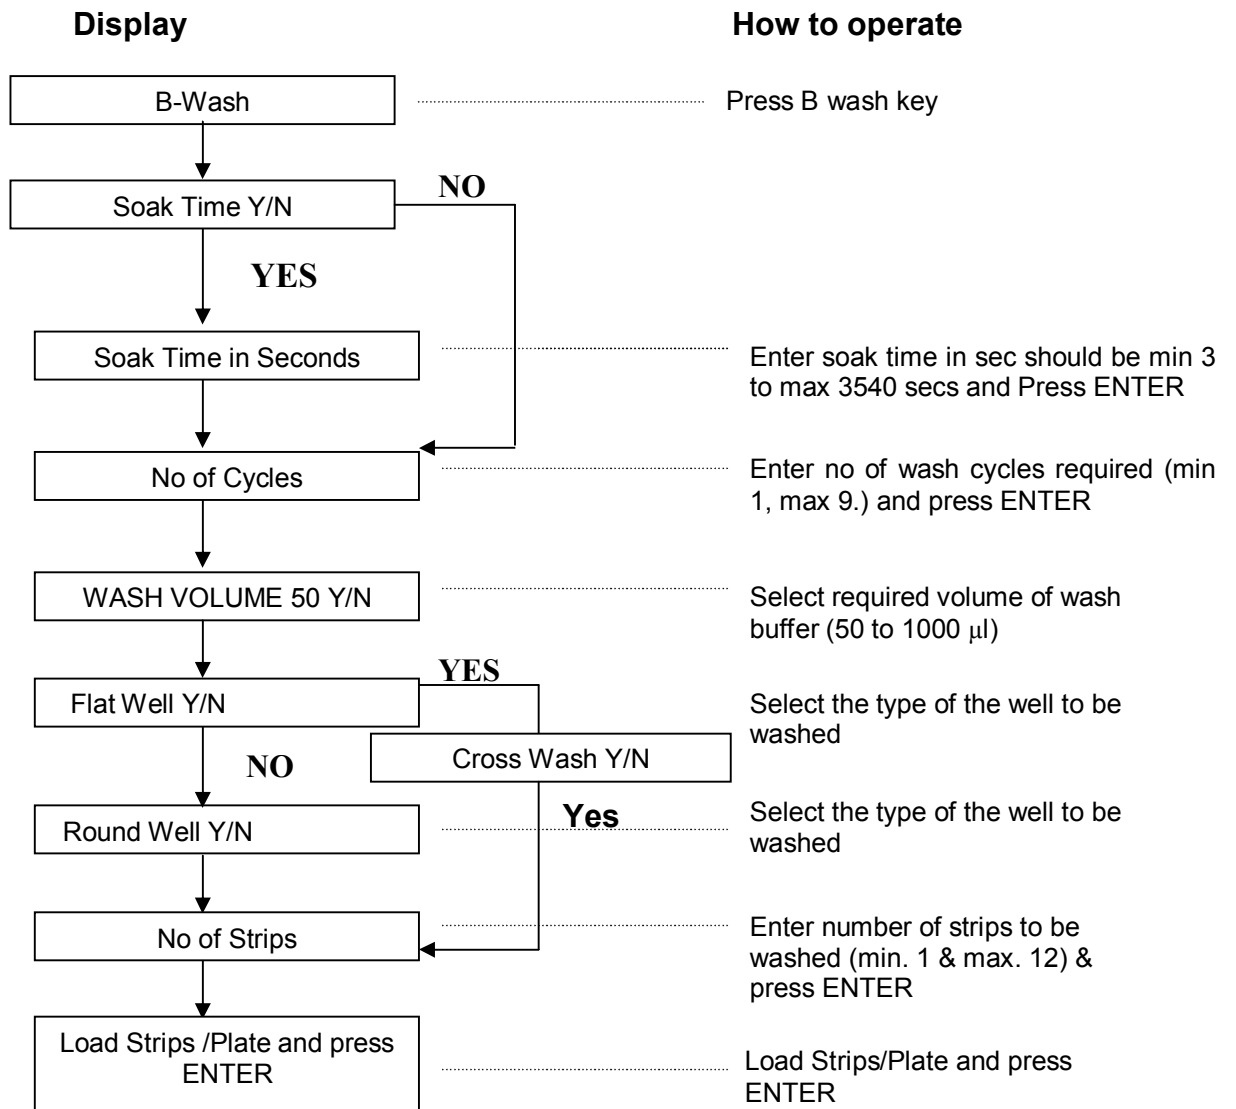 Display
How to operate
B-Wash
Press B wash key
Soak Time Y/N
NO
YES
Soak Time in Seconds
Enter soak time in sec should be min 3
to max 3540 secs and Press ENTER
No of Cycles
Enter no of wash cycles required (min
1, max 9.) and press ENTER
WASH VOLUME 50 Y/N
Select required volume of wash
buffer (50 to 1000 μl)
Flat Well Y/N
YES
Select the type of the well to be
washed
Cross Wash Y/N
NO
Yes
Round Well Y/N
Select the type of the well to be
washed
No of Strips
Enter number of strips to be
washed (min. 1 & max. 12) &
press ENTER
Load Strips /Plate and press
ENTER
Load Strips/Plate and press
ENTER